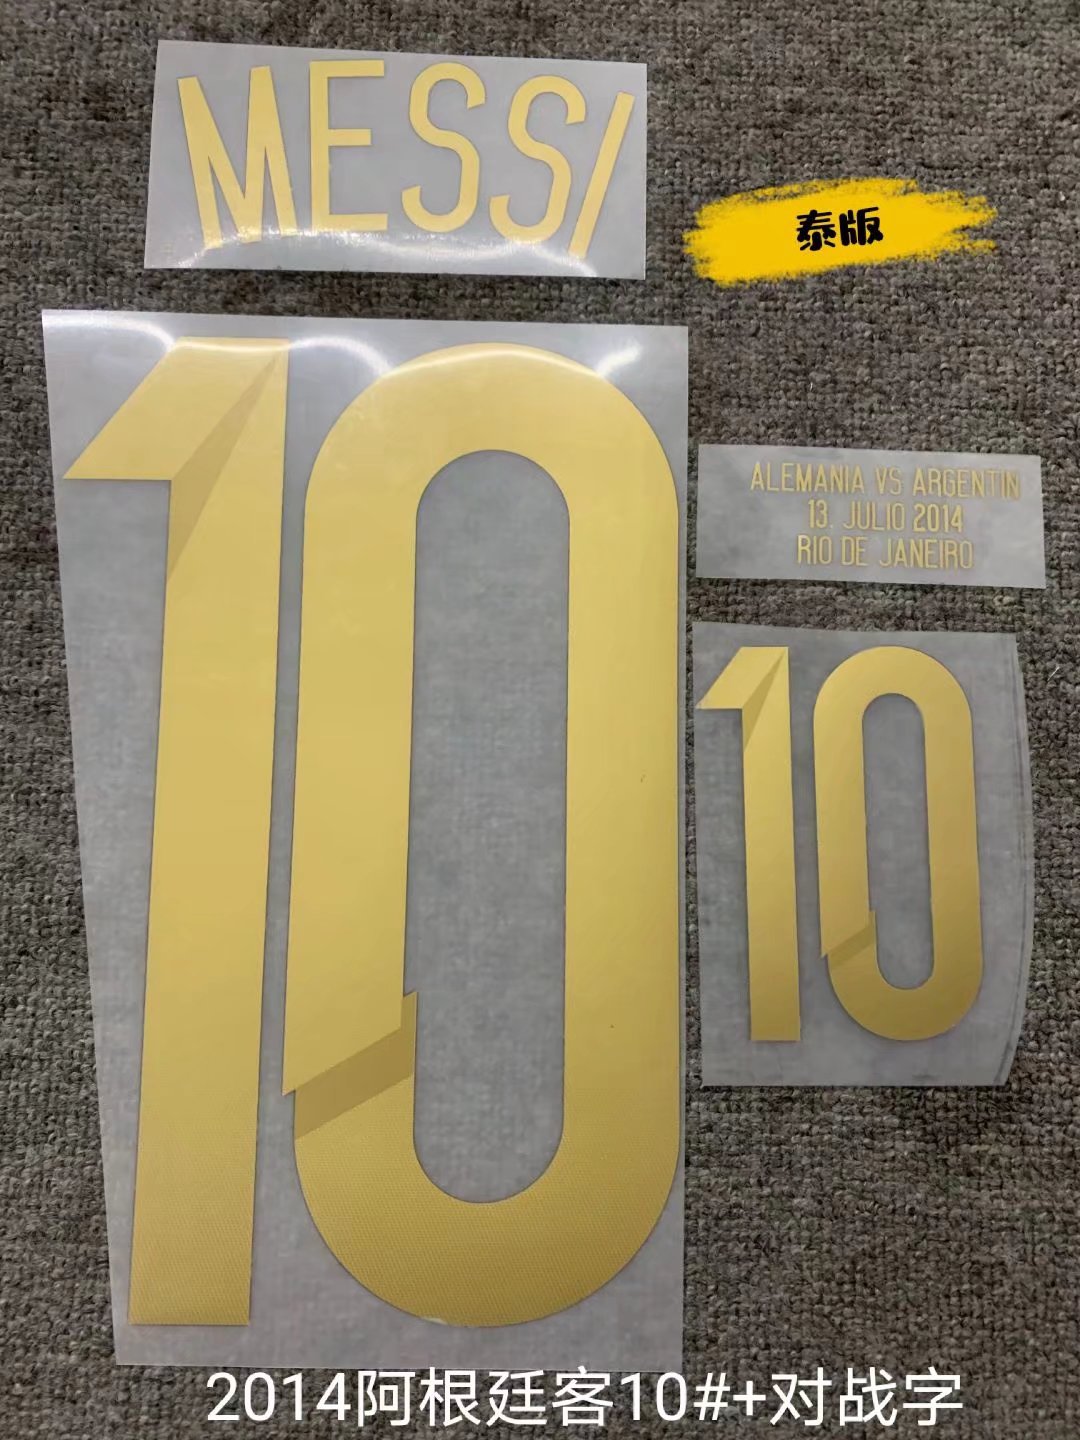 MESSI
泰版
10
ALEMANIA VS ARGENTIN
13. JULIO 2014
RIO DE JANEIRO
10
2014阿根廷客10#+对战字